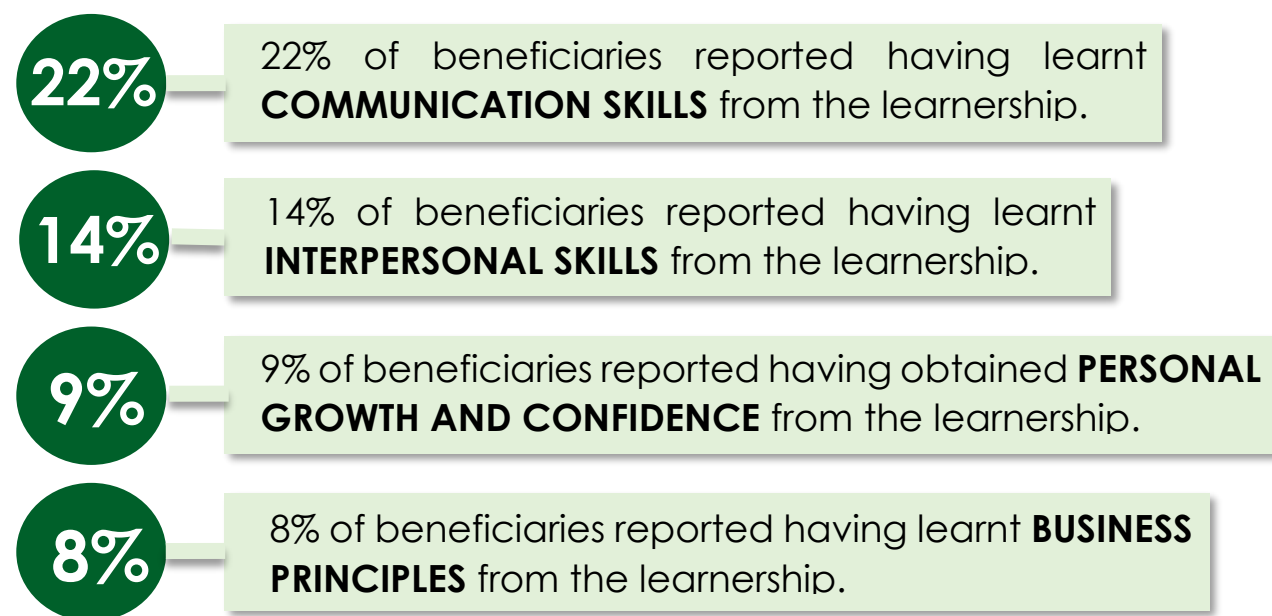 22%
22% of beneficiaries reported having learnt
COMMUNICATION SKILLS from the learnership.
14%
14% of beneficiaries reported having learnt
INTERPERSONAL SKILLS from the learnership.
9%
9% of beneficiaries reported having obtained PERSONAL
GROWTH AND CONFIDENCE from the learnership.
8%
8% of beneficiaries reported having learnt BUSINESS
PRINCIPLES from the learnership.